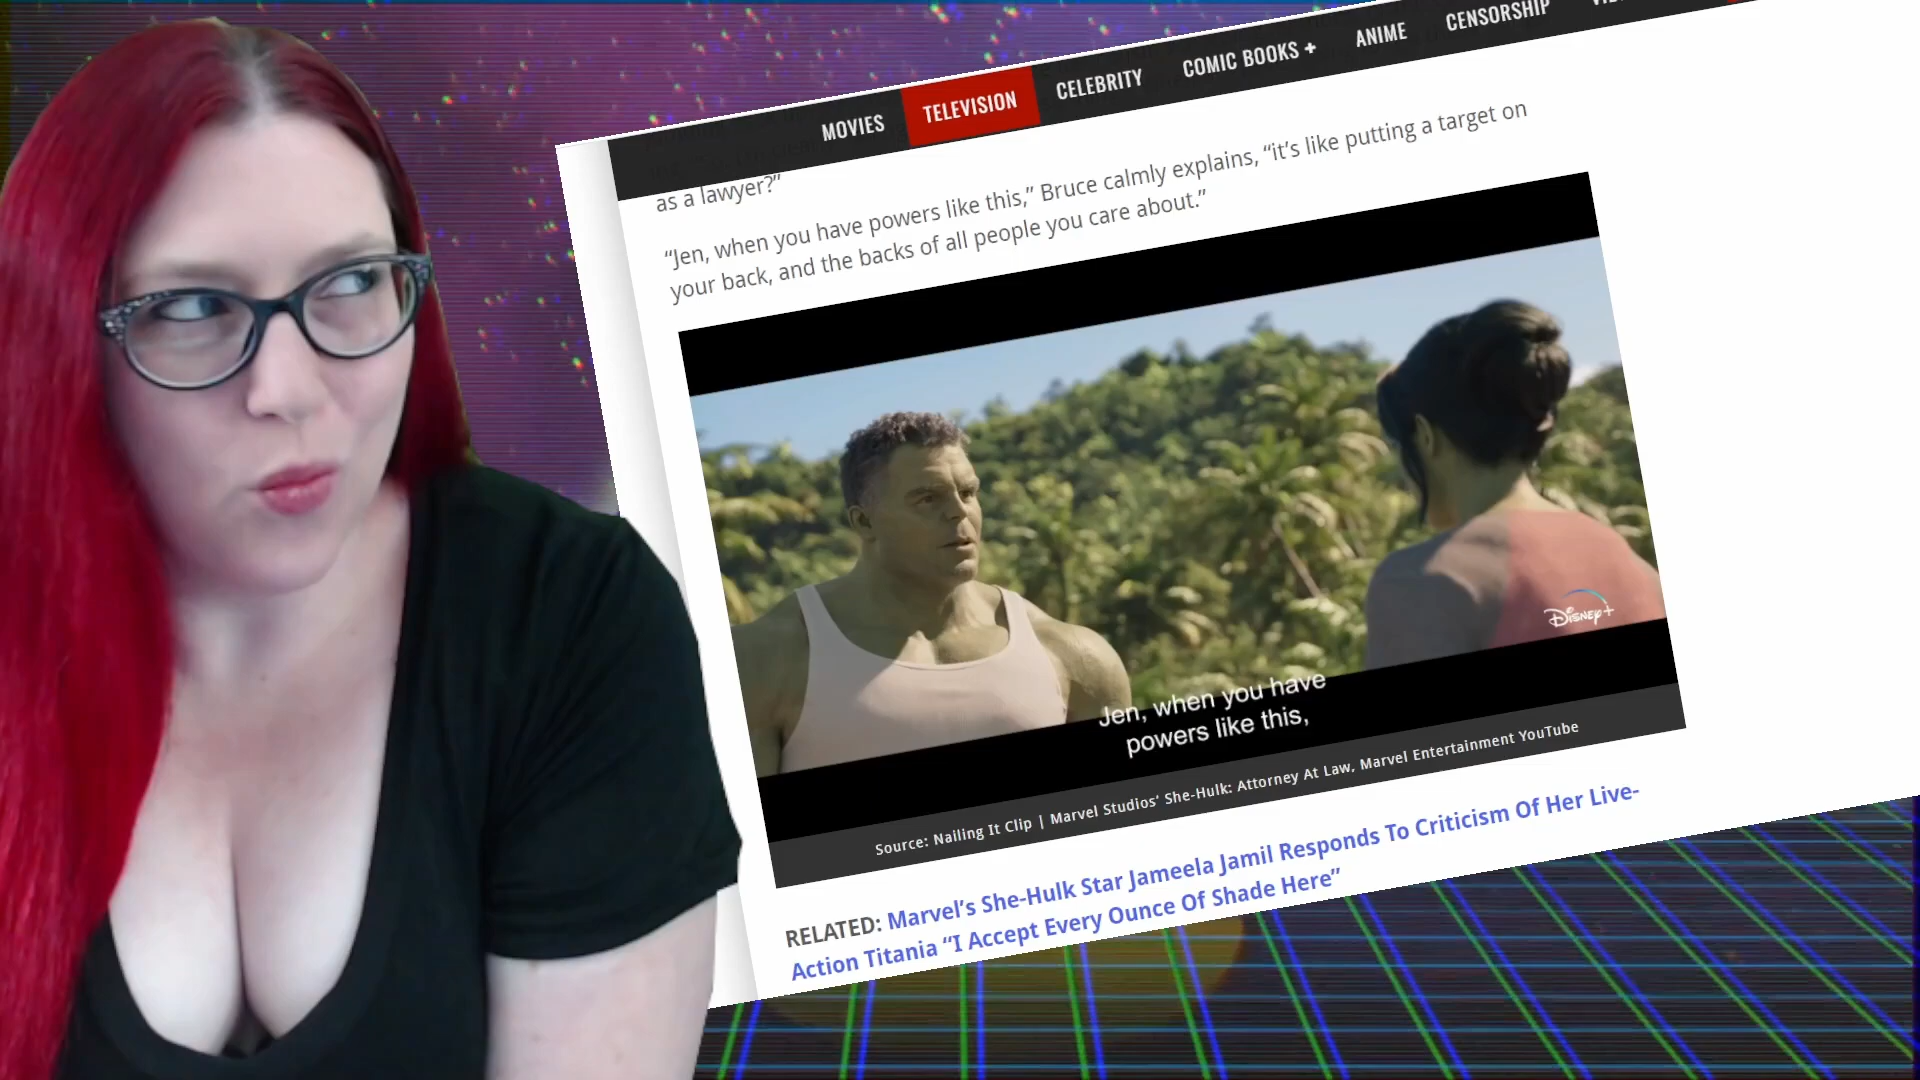 MOVIES
TELEVISION
CELEBRITY
COMIC BOOKS +
ANIME
CENSORSHIP
as a lawyer?”
“Jen, when you have powers like this,” Bruce calmly explains, “it’s like putting a target on
your back, and the backs of all people you care about.”
Disney+
Jen, when you have
powers like this,
Source: Nailing It Clip | Marvel Studios’ She-Hulk: Attorney At Law, Marvel Entertainment YouTube
RELATED: Marvel’s She-Hulk Star Jameela Jamil Responds To Criticism Of Her Live-
Action Titania “I Accept Every Ounce Of Shade Here”